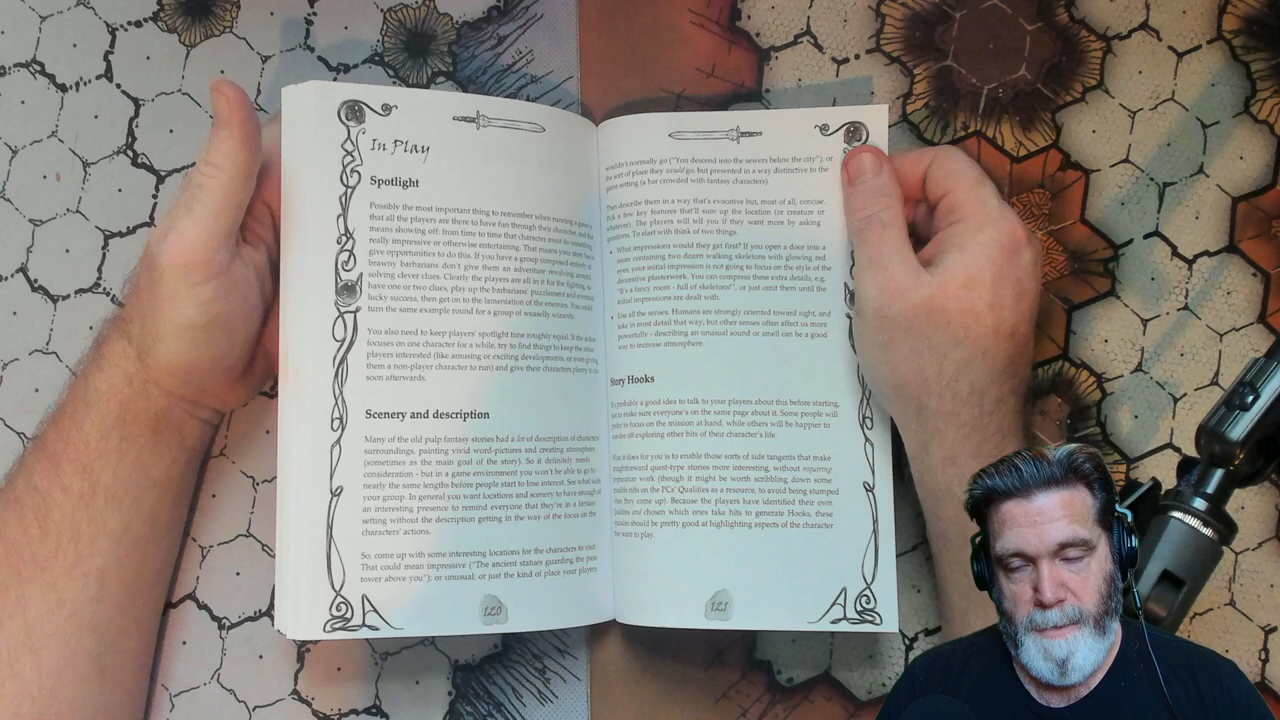 In Play
Spotlight
Possibly the most important thing to remember when running a game is
that all the players are there to have fun through their character, and that
means showing off: from time to time that character must do something
really impressive or otherwise entertaining. That means your story has to
give opportunities to do this. If you have a group composed entirely of
brawny barbarians don't give them an adventure revolving around
solving clever clues. Clearly the players are all in it for the fighting, so
have one or two clues, play up the barbarians' puzzlement and eventual
lucky success, then get on to the lamentation of the enemies. You could
turn the same example round for a group of weaselly wizards.
You also need to keep players' spotlight time roughly equal. If the action
focuses on one character for a while, try to find things to keep the other
players interested (like amusing or exciting developments, or even giving
them a non-player character to run) and give their characters plenty to do
soon afterwards.
Scenery and description
Many of the old pulp fantasy stories had a lot of description of characters'
surroundings, painting vivid word-pictures and creating atmosphere
(sometimes as the main goal of the story). So it definitely needs
consideration - but in a game environment you won't be able to go to
nearly the same lengths before people start to lose interest. See what suits
your group. In general you want locations and scenery to have enough of
an interesting presence to remind everyone that they're in a fantasy
setting without the description getting in the way of the focus on the
characters' actions.
So, come up with some interesting locations for the characters to visit.
That could mean impressive ("The ancient statues guarding the pass
tower above you"); or unusual, or just the kind of place your players
120
wouldn't normally go ("You descend into the sewers below the city"); or
the sort of place they would go, but presented in a way distinctive to the
genre setting (a bar crowded with fantasy characters).
Then describe them in a way that's evocative but, most of all, concise.
Pick a few key features that'll sum up the location (or creature or
whatever). The players will tell you if they want more by asking
questions. To start with think of two things.
• What impressions would they get first? If you open a door into a
room containing two dozen walking skeletons with glowing red
eyes, your initial impression is not going to focus on the style of the
decorative plasterwork. You can compress these extra details, e.g.
"It's a fancy room - full of skeletons!", or just omit them until the
initial impressions are dealt with.
• Use all the senses. Humans are strongly oriented toward sight, and
take in most detail that way, but other senses often affect us more
powerfully - describing an unusual sound or smell can be a good
way to increase atmosphere.
Story Hooks
It's probably a good idea to talk to your players about this before starting,
just to make sure everyone's on the same page about it. Some people will
prefer to focus on the mission at hand, while others will be happier to
wander off exploring other bits of their character's life.
What it does for you is to enable those sorts of side tangents that make
straightforward quest-type stories more interesting, without requiring
preparation work (though it might be worth scribbling down some
possible riffs on the PCs' Qualities as a resource, to avoid being stumped
when they come up). Because the players have identified their own
Qualities and chosen which ones take hits to generate Hooks, these
should be pretty good at highlighting aspects of the character
they want to play.
121